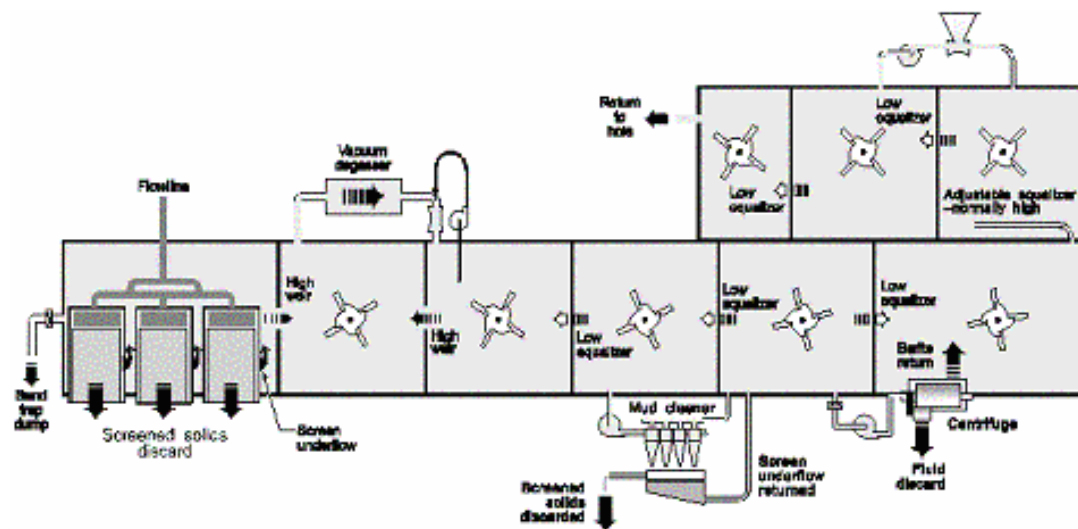 Return
to
hole
Low
equalizer
Vacuum
degasser
Flowline
Low
equalizer
Adjustable equalizer
–normally high
High
weir
High
weir
Low
equalizer
Low
equalizer
Low
equalizer
Barite
return
Sand
trap
dump
Screened solids
discard
Screen
underflow
Mud cleaner
Centrifuge
Screened
solids
discarded
Screen
underflow
returned
Fluid
discard